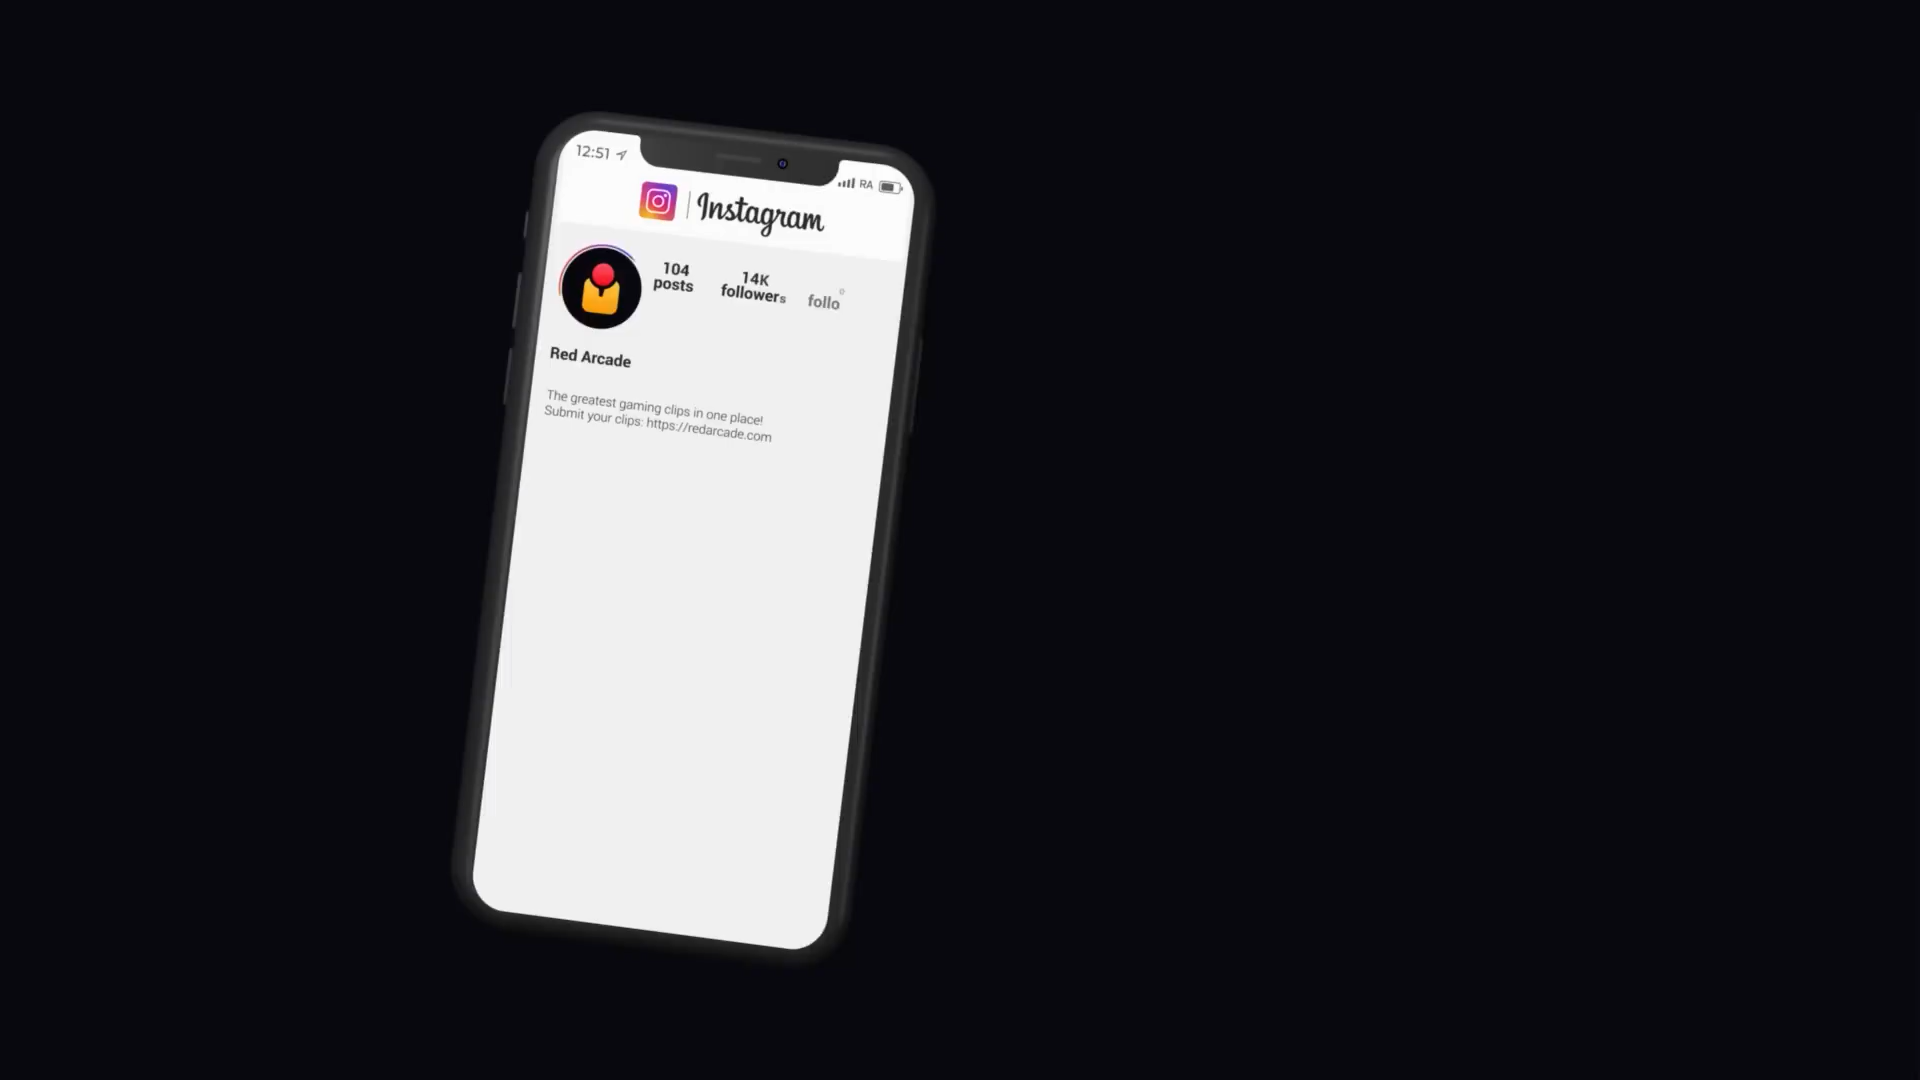 12:51
RA
Instagram
104 posts
14K followers
follo
Red Arcade
The greatest gaming clips in one place!
Submit your clips: https://redarcade.com